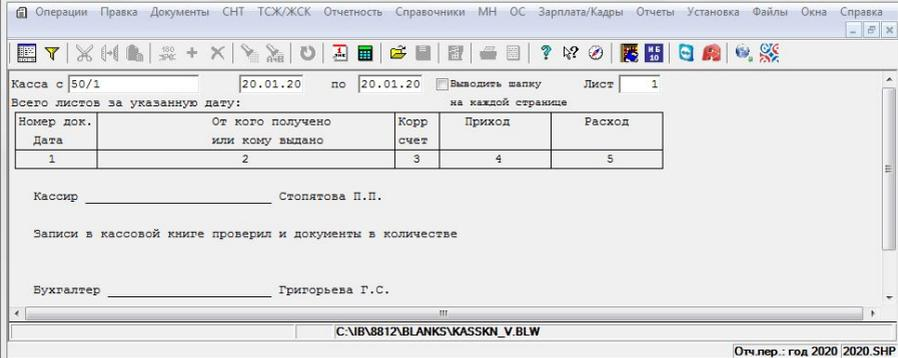 Операции Правка Документы СНТ ТСЖ/ЖСК Отчетность Справочники МН ОС Зарплата/Кадры Отчеты Установка Файлы Окна Справка
МБ
10
Касса с 50/1 20.01.20 по 20.01.20 Выводить шапку Лист 1
Всего листов за указанную дату: на каждой странице
Номер док. От кого получено Корр Приход Расход
Дата или кому выдано счет
1 2 3 4 5
Кассир Стопятова П.П.
Записи в кассовой книге проверил и документы в количестве
Бухгалтер Григорьева Г.С.
C:\IB\8812\BLANKS\KASSKN_V.BLW
Отч.пер.: год 2020 2020.SHP